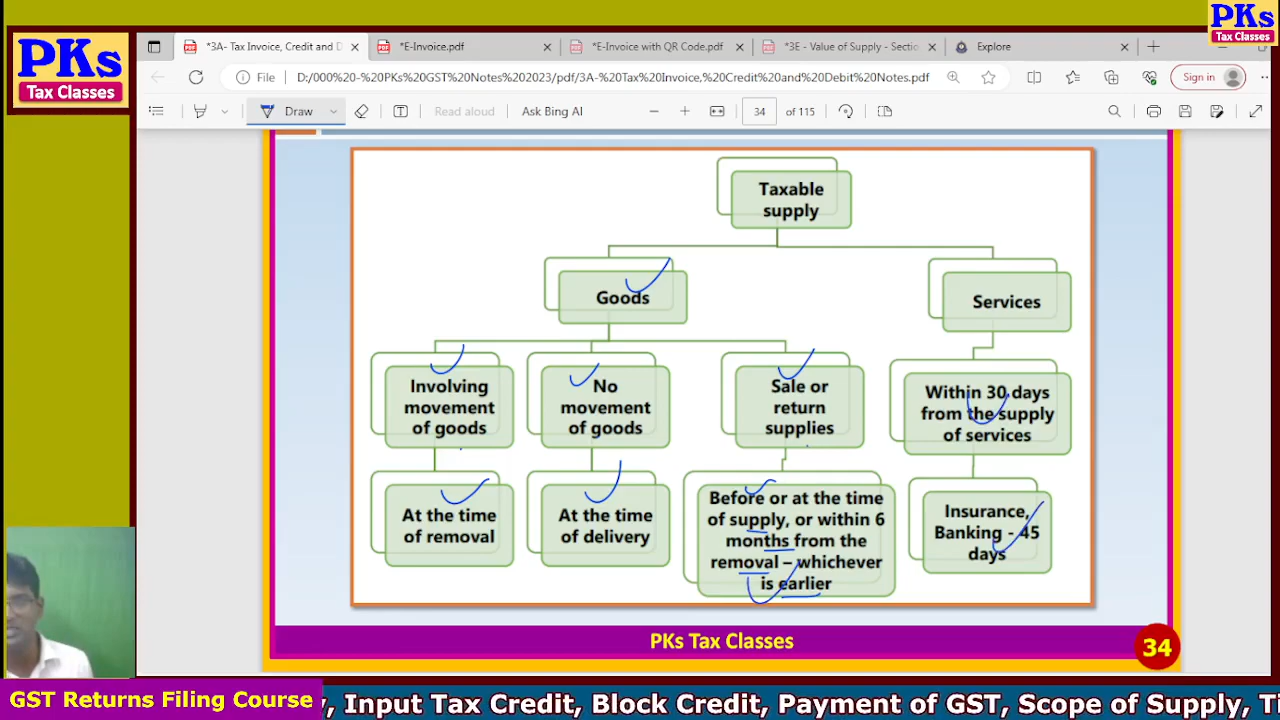 PKs
Tax Classes
PKs
Tax Classes
*3A- Tax Invoice, Credit and D
*E-Invoice.pdf
*E-Invoice with QR Code.pdf
*3E - Value of Supply - Sectio
Explore
File
D:/000%20-%20PKs%20GST%20Notes%202023/pdf/3A-%20Tax%20Invoice,%20Credit%20and%20Debit%20Notes.pdf
Sign in
Draw
Read aloud
Ask Bing AI
34
of 115
Taxable
supply
Goods
Services
Involving
movement
of goods
No
movement
of goods
Sale or
return
supplies
Within 30 days
from the supply
of services
At the time
of removal
At the time
of delivery
Before or at the time
of supply, or within 6
months from the
removal – whichever
is earlier
Insurance,
Banking - 45
days
PKs Tax Classes
34
GST Returns Filing Course
, Input Tax Credit, Block Credit, Payment of GST, Scope of Supply,